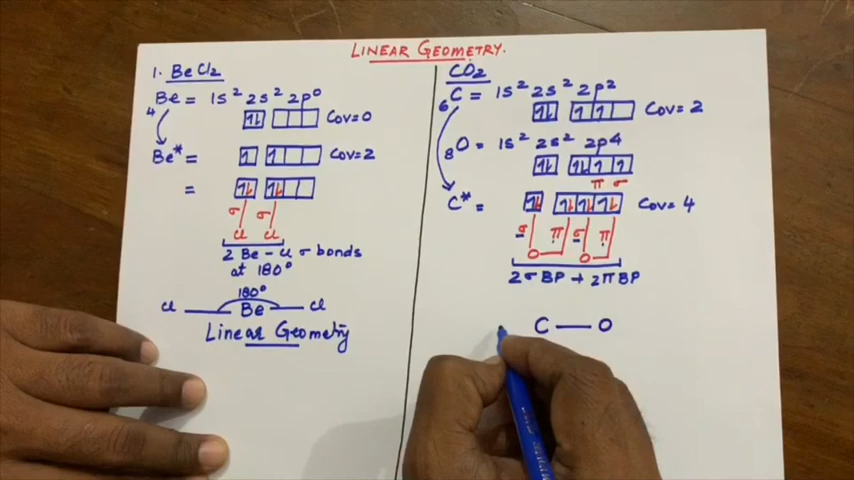 LINEAR GEOMETRY.
1. BeCl₂
₄Be = 1s² 2s² 2p⁰
⥮ Cov=0
Be* = ↿ ↿ Cov=2
= ⥮ ⥮
σ σ
Cl Cl
2 Be-Cl σ bonds
at 180°
180°
Cl — Be — Cl
Linear Geometry
CO₂
₆C = 1s² 2s² 2p²
⥮ ↿ ↿ Cov=2
₈O = 1s² 2s² 2p4
⥮ ⥮ ↿ ↿
π σ
C* = ⥮ ⥮ ⥮ ⥮ Cov=4
σ π σ π
O O
2σ BP + 2π BP
C — O